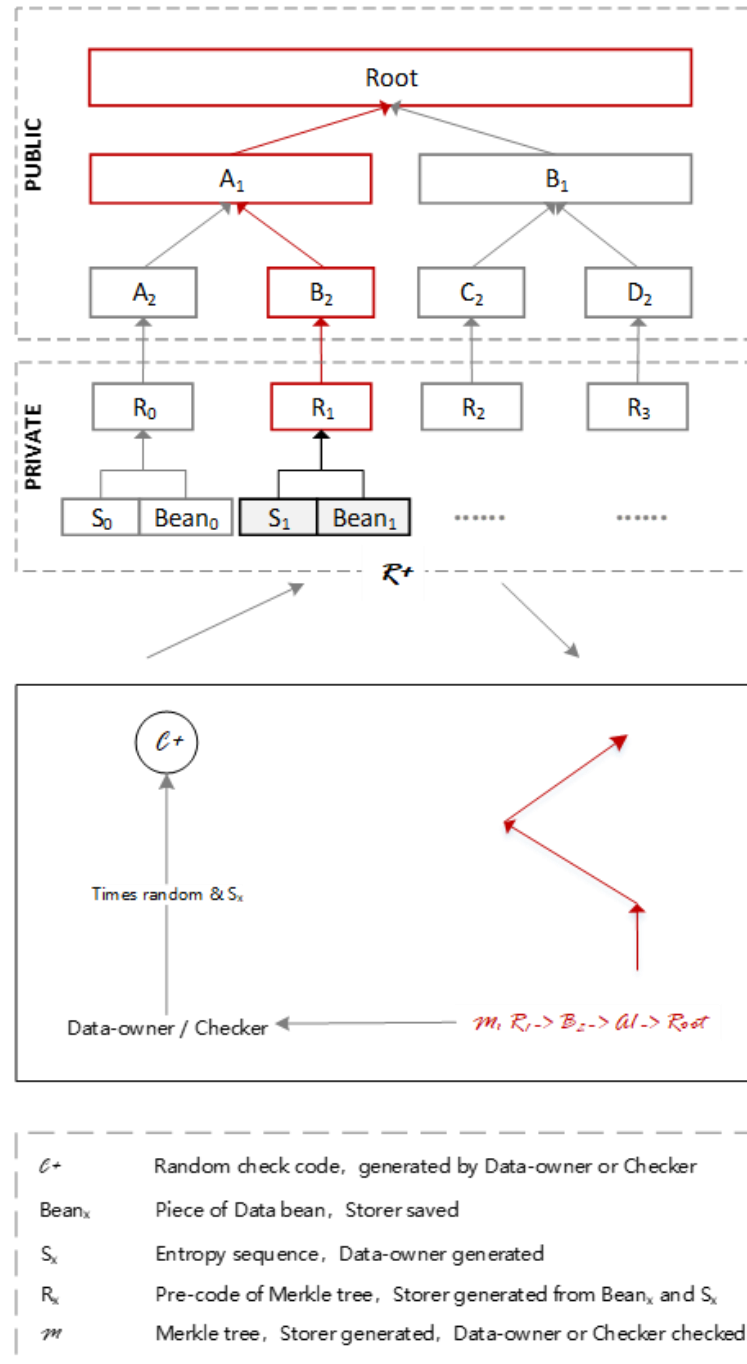 PUBLIC
Root
A₁ B₁
A₂ B₂ C₂ D₂
PRIVATE
R₀ R₁ R₂ R₃
S₀ Bean₀ S₁ Bean₁ ...... ......
R+
C+
Times random & Sₓ
Data-owner / Checker
m, R₁-> B₂-> A1-> Root
C+ Random check code, generated by Data-owner or Checker
Beanₓ Piece of Data bean, Storer saved
Sₓ Entropy sequence, Data-owner generated
Rₓ Pre-code of Merkle tree, Storer generated from Beanₓ and Sₓ
m Merkle tree, Storer generated, Data-owner or Checker checked